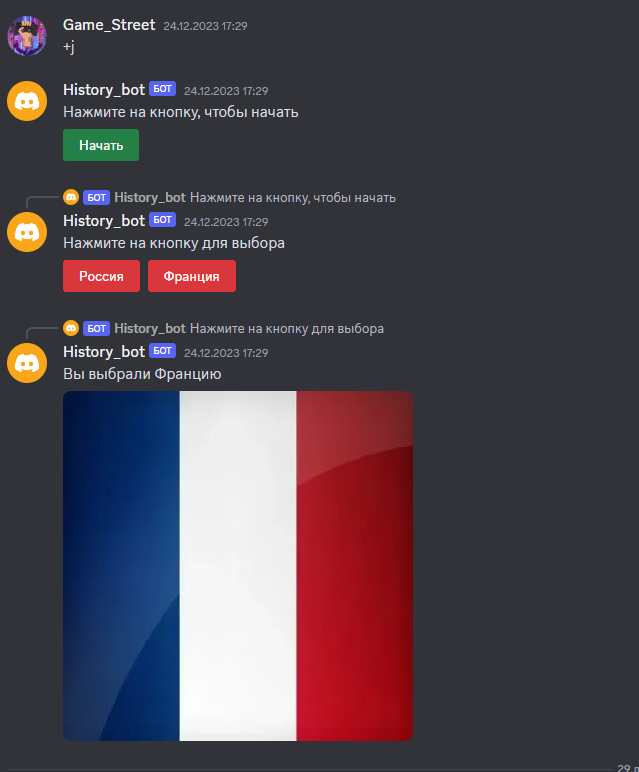 Game_Street 24.12.2023 17:29
+j
History_bot БОТ 24.12.2023 17:29
Нажмите на кнопку, чтобы начать
Начать
БОТ History_bot Нажмите на кнопку, чтобы начать
History_bot БОТ 24.12.2023 17:29
Нажмите на кнопку для выбора
Россия Франция
БОТ History_bot Нажмите на кнопку для выбора
History_bot БОТ 24.12.2023 17:29
Вы выбрали Францию
29